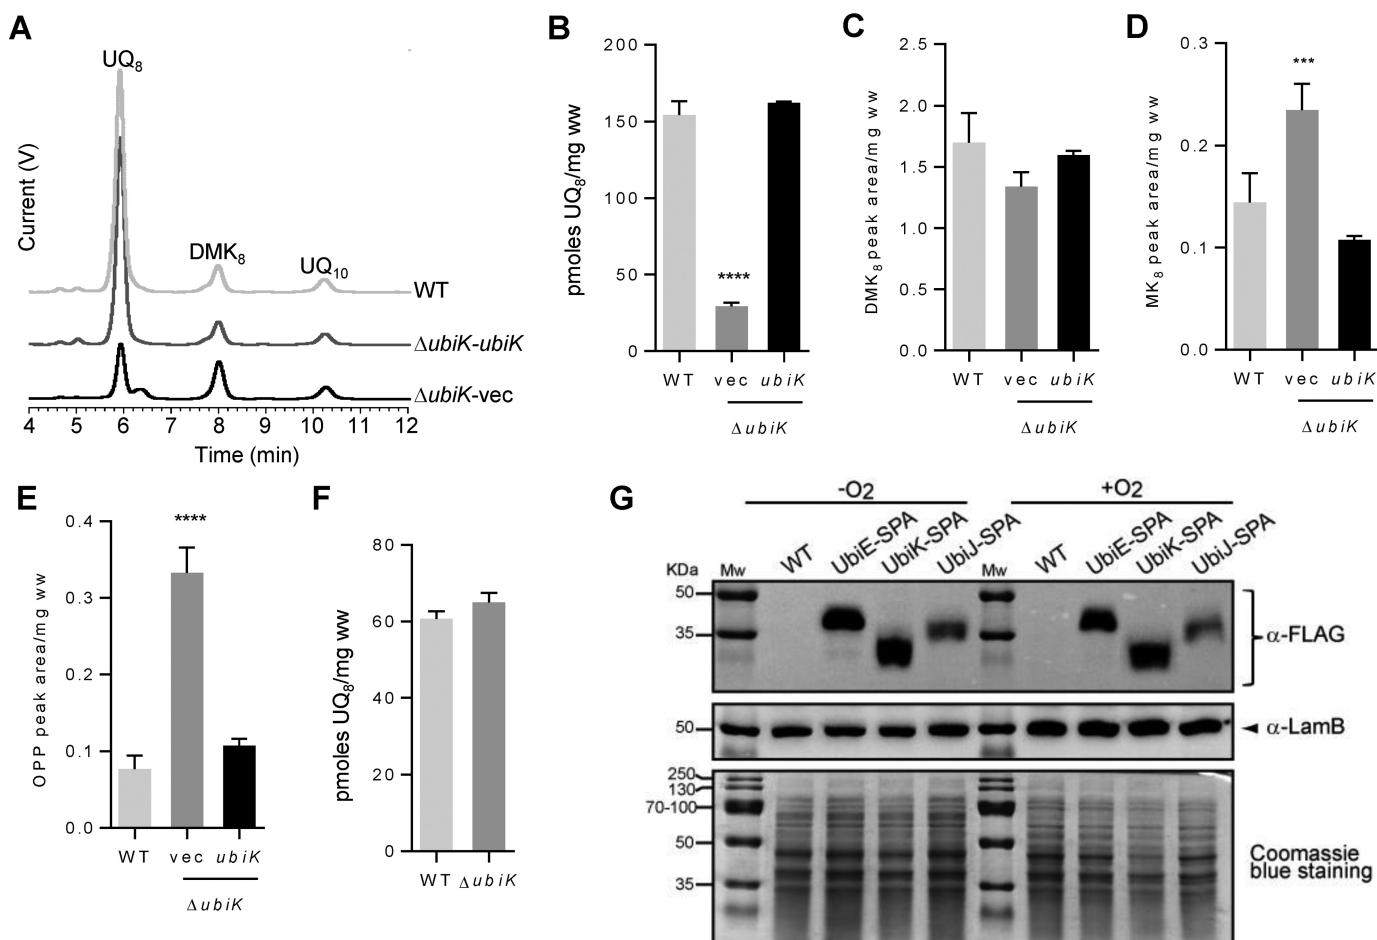 A
UQ8
DMK8
UQ10
WT
ΔubiK-ubiK
ΔubiK-vec
Current (V)
4 5 6 7 8 9 10 11 12
Time (min)
B
200
150
100
50
0
pmoles UQ8/mg ww
****
WT vec ubiK
ΔubiK
C
2.5
2.0
1.5
1.0
0.5
0.0
DMK8 peak area/mg ww
WT vec ubiK
ΔubiK
D
0.3
0.2
0.1
0.0
MK8 peak area/mg ww
***
WT vec ubiK
ΔubiK
E
0.4
0.3
0.2
0.1
0.0
OPP peak area/mg ww
****
WT vec ubiK
ΔubiK
F
80
60
40
20
0
pmoles UQ8/mg ww
WT ΔubiK
G
-O2 +O2
KDa Mw WT UbiE-SPA UbiK-SPA UbiJ-SPA Mw WT UbiE-SPA UbiK-SPA UbiJ-SPA
50
35
α-FLAG
50
α-LamB
250
130
70-100
50
35
Coomassie
blue staining